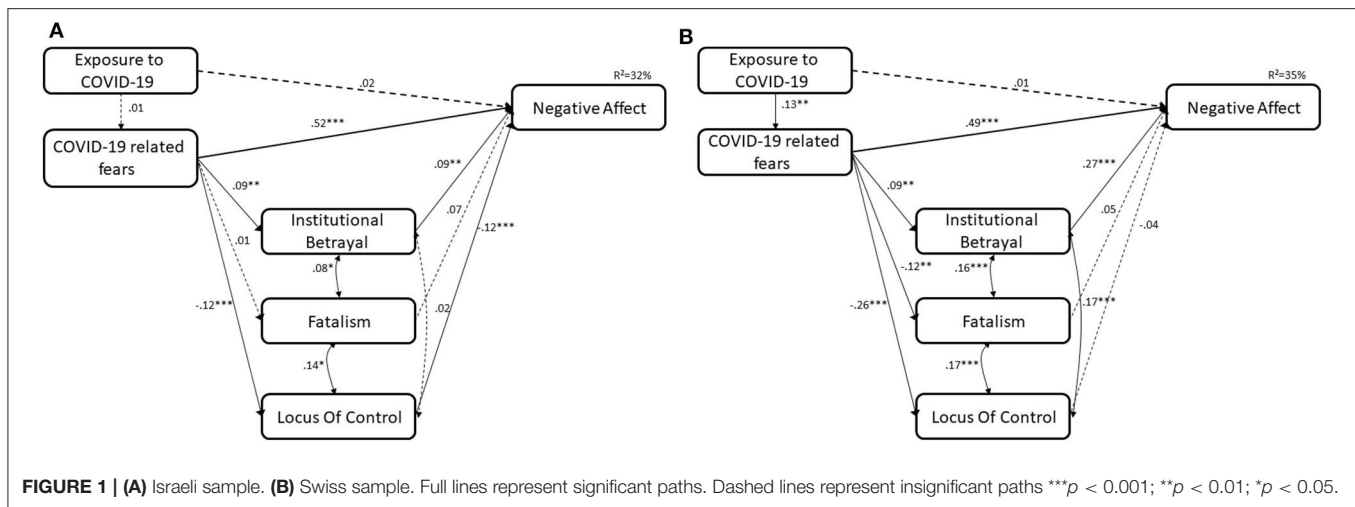 A
Exposure to
COVID-19
.02
R²=32%
Negative Affect
.01
.52***
COVID-19 related
fears
.09**
.09**
Institutional
Betrayal
.07
.01
-.12***
.08*
-.12***
Fatalism
.02
.14*
Locus Of Control
B
Exposure to
COVID-19
.01
R²=35%
Negative Affect
.13**
.49***
COVID-19 related
fears
.27***
.09**
Institutional
Betrayal
.05
-.04
-.12**
.16***
-.26***
Fatalism
.17***
.17***
Locus Of Control
FIGURE 1 | (A) Israeli sample. (B) Swiss sample. Full lines represent significant paths. Dashed lines represent insignificant paths ***p < 0.001; **p < 0.01; *p < 0.05.